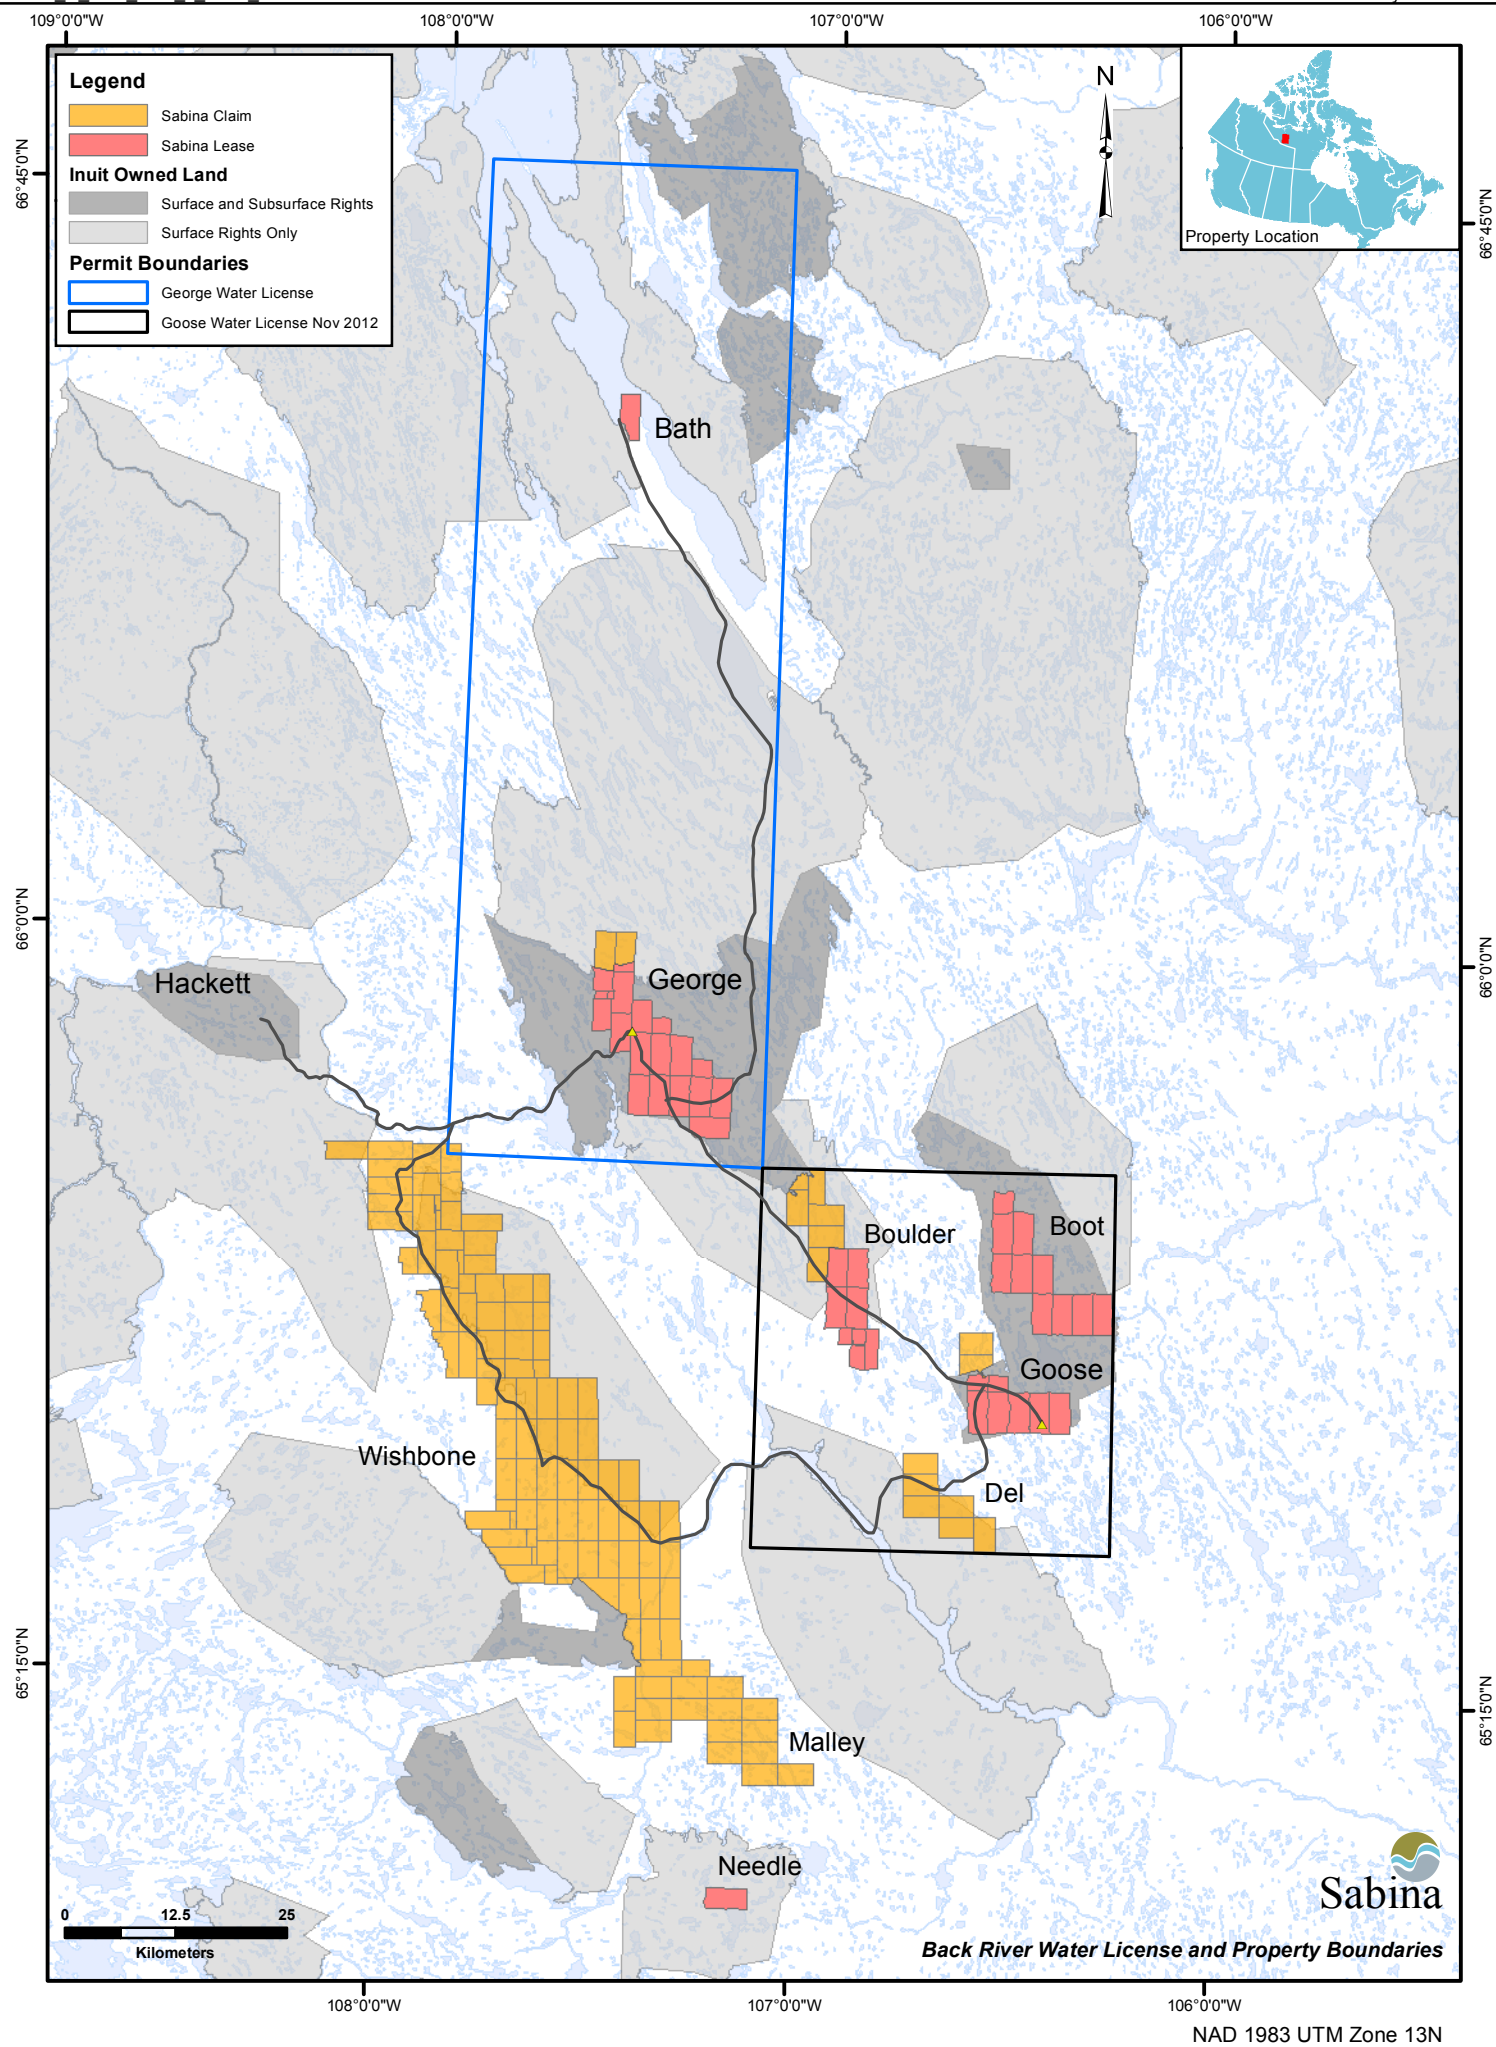 109°0'0"W
108°0'0"W
107°0'0"W
106°0'0"W
Legend
Sabina Claim
Sabina Lease
Inuit Owned Land
Surface and Subsurface Rights
Surface Rights Only
Permit Boundaries
George Water License
Goose Water License Nov 2012
N
Property Location
66°45'0"N
66°45'0"N
Bath
66°0'0"N
66°0'0"N
George
Hackett
Boulder
Boot
Goose
Wishbone
Del
65°15'0"N
65°15'0"N
Malley
Needle
0 12.5 25
Kilometers
Sabina
Back River Water License and Property Boundaries
108°0'0"W
107°0'0"W
106°0'0"W
NAD 1983 UTM Zone 13N